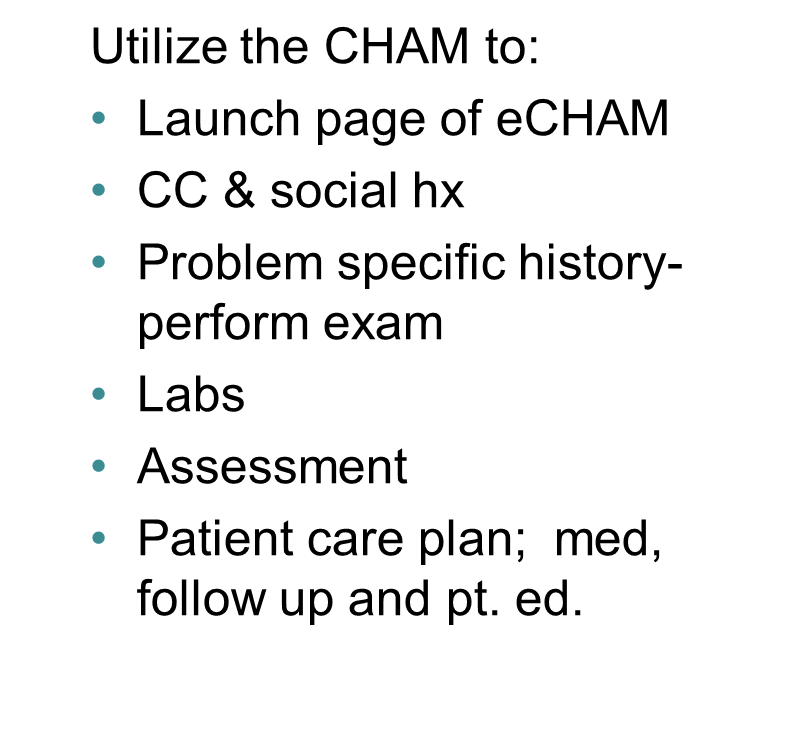 Utilize the CHAM to:
• Launch page of eCHAM
• CC & social hx
• Problem specific history-
perform exam
• Labs
• Assessment
• Patient care plan;  med,
follow up and pt. ed.